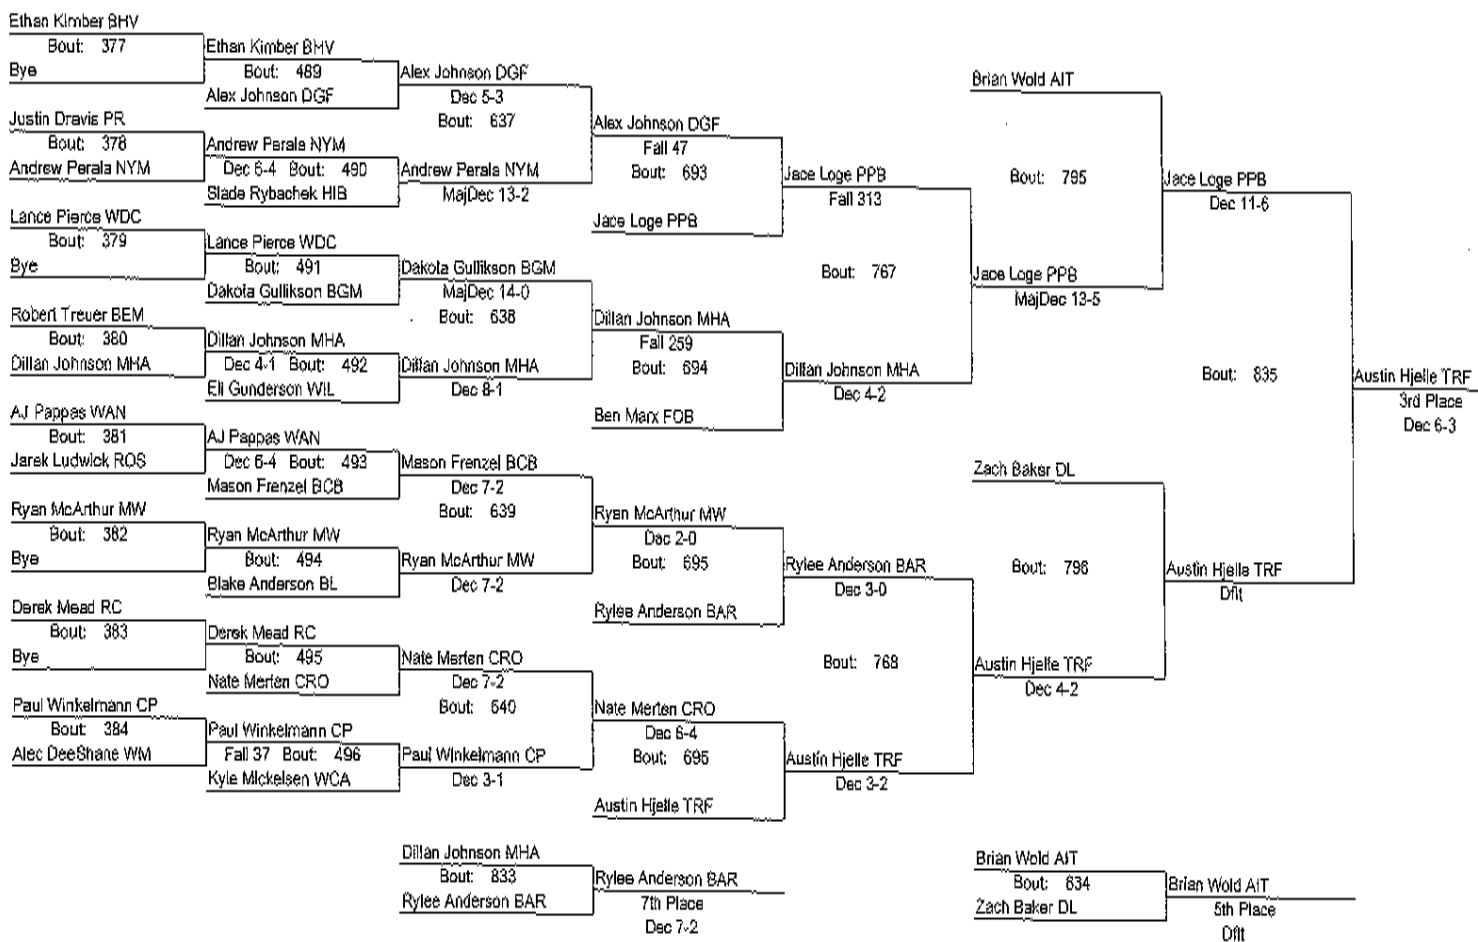 Ethan Kimber BHV
Bout: 377
Bye
Justin Dravis PR
Bout: 378
Andrew Perala NYM
Lance Pierce WDC
Bout: 379
Bye
Robert Treuer BEM
Bout: 380
Dillan Johnson MHA
AJ Pappas WAN
Bout: 381
Jarek Ludwick ROS
Ryan McArthur MW
Bout: 382
Bye
Derek Mead RC
Bout: 383
Bye
Paul Winkelmann CP
Bout: 384
Alec DeeShane WM
Ethan Kimber BHV
Bout: 489
Alex Johnson DGF
Andrew Perala NYM
Dec 6-4 Bout: 490
Slade Rybachek HIB
Lance Pierce WDC
Bout: 491
Dakota Gullikson BGM
Dillan Johnson MHA
Dec 4-1 Bout: 492
Eli Gunderson WIL
AJ Pappas WAN
Dec 6-4 Bout: 493
Mason Frenzel BCB
Ryan McArthur MW
Bout: 494
Blake Anderson BL
Derek Mead RC
Bout: 495
Nate Merten CRO
Paul Winkelmann CP
Fall 37 Bout: 496
Kyle Mickelsen WCA
Alex Johnson DGF
Dec 5-3
Bout: 637
Andrew Perala NYM
MajDec 13-2
Dakota Gullikson BGM
MajDec 14-0
Bout: 638
Dillan Johnson MHA
Dec 8-1
Mason Frenzel BCB
Dec 7-2
Bout: 639
Ryan McArthur MW
Dec 7-2
Nate Merten CRO
Dec 7-2
Bout: 640
Paul Winkelmann CP
Dec 3-1
Alex Johnson DGF
Fall 47
Bout: 693
Jace Loge PPB
Dillan Johnson MHA
Fall 259
Bout: 694
Ben Marx FOB
Ryan McArthur MW
Dec 2-0
Bout: 695
Rylee Anderson BAR
Nate Merten CRO
Dec 6-4
Bout: 696
Austin Hjelle TRF
Jace Loge PPB
Fall 313
Bout: 767
Dillan Johnson MHA
Dec 4-2
Rylee Anderson BAR
Dec 3-0
Bout: 768
Austin Hjelle TRF
Dec 3-2
Brian Wold AIT
Bout: 795
Jace Loge PPB
MajDec 13-5
Zach Baker DL
Bout: 796
Austin Hjelle TRF
Dec 4-2
Jace Loge PPB
Dec 11-6
Bout: 835
Austin Hjelle TRF
Dflt
Austin Hjelle TRF
3rd Place
Dec 6-3
Dillan Johnson MHA
Bout: 833
Rylee Anderson BAR
Rylee Anderson BAR
7th Place
Dec 7-2
Brian Wold AIT
Bout: 834
Zach Baker DL
Brian Wold AIT
5th Place
Dflt